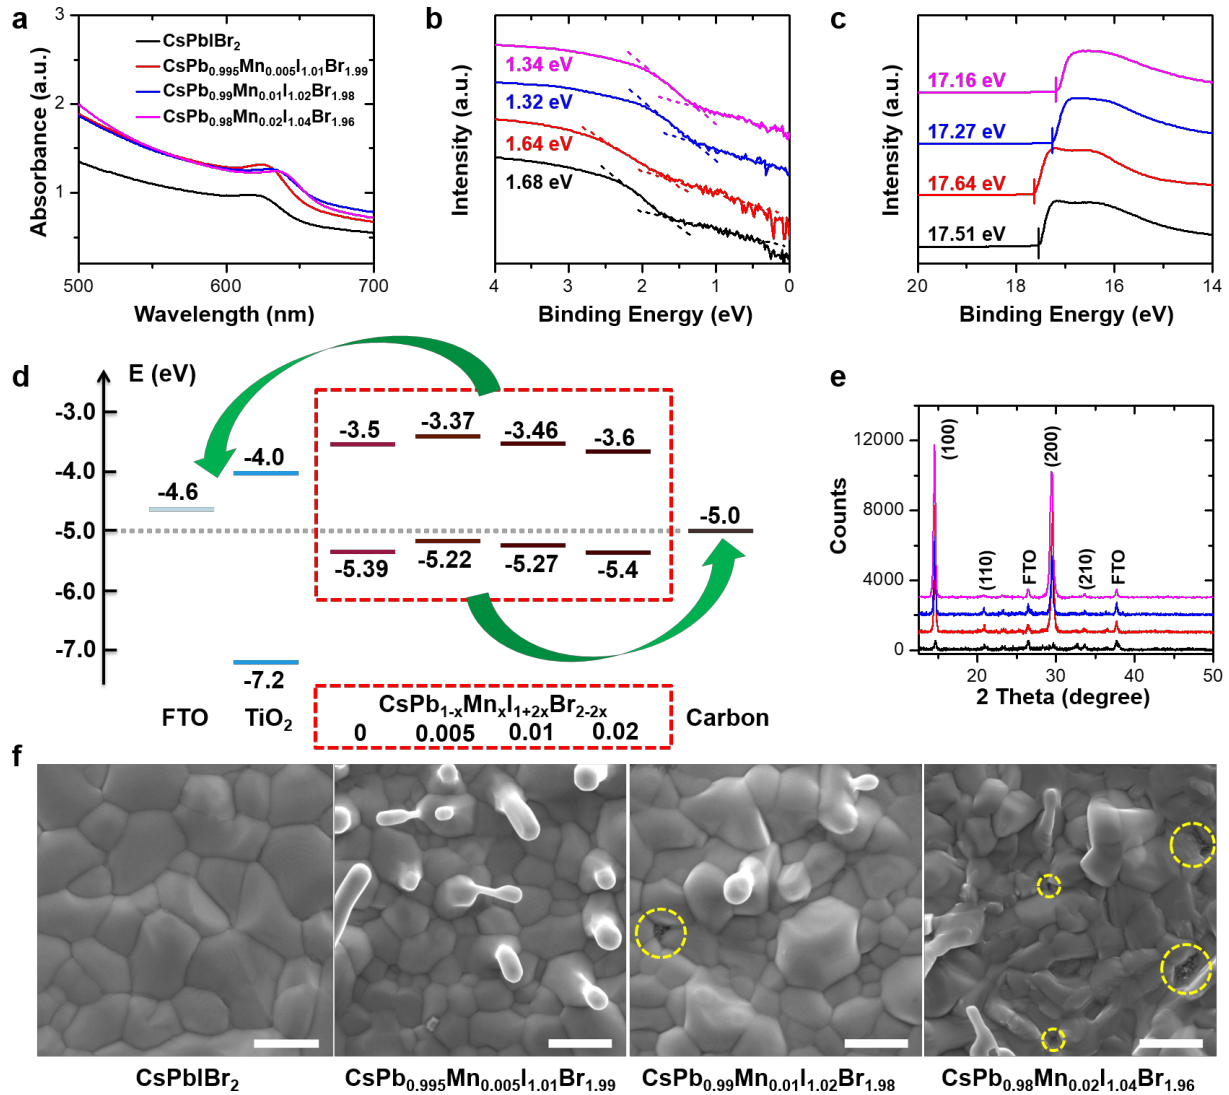 a
3
2
1
Absorbance (a.u.)
CsPbIBr2
CsPb0.995Mn0.005I1.01Br1.99
CsPb0.99Mn0.01I1.02Br1.98
CsPb0.98Mn0.02I1.04Br1.96
500 600 700
Wavelength (nm)
b
Intensity (a.u.)
1.34 eV
1.32 eV
1.64 eV
1.68 eV
4 3 2 1 0
Binding Energy (eV)
c
Intensity (a.u.)
17.16 eV
17.27 eV
17.64 eV
17.51 eV
20 18 16 14
Binding Energy (eV)
d
E (eV)
-3.0
-4.0
-5.0
-6.0
-7.0
-4.6
-4.0
-7.2
-3.5 -3.37 -3.46 -3.6
-5.39 -5.22 -5.27 -5.4
-5.0
FTO TiO2
CsPb1-xMnxI1+2xBr2-2x
0 0.005 0.01 0.02
Carbon
e
12000
8000
4000
0
Counts
(100)
(110)
FTO
(200)
(210)
FTO
20 30 40 50
2 Theta (degree)
f
CsPbIBr2
CsPb0.995Mn0.005I1.01Br1.99
CsPb0.99Mn0.01I1.02Br1.98
CsPb0.98Mn0.02I1.04Br1.96